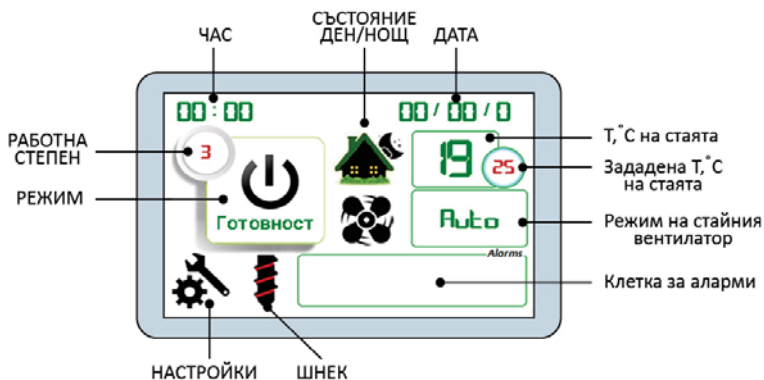 СЪСТОЯНИЕ
ДЕН/НОЩ
ЧАС
ДАТА
00:00
00/00/0
РАБОТНА
СТЕПЕН
3
19
25
Т,°C на стаята
Зададена Т,°C
на стаята
РЕЖИМ
Готовност
Auto
Режим на стайния
вентилатор
Alarms
Клетка за аларми
НАСТРОЙКИ
ШНЕК